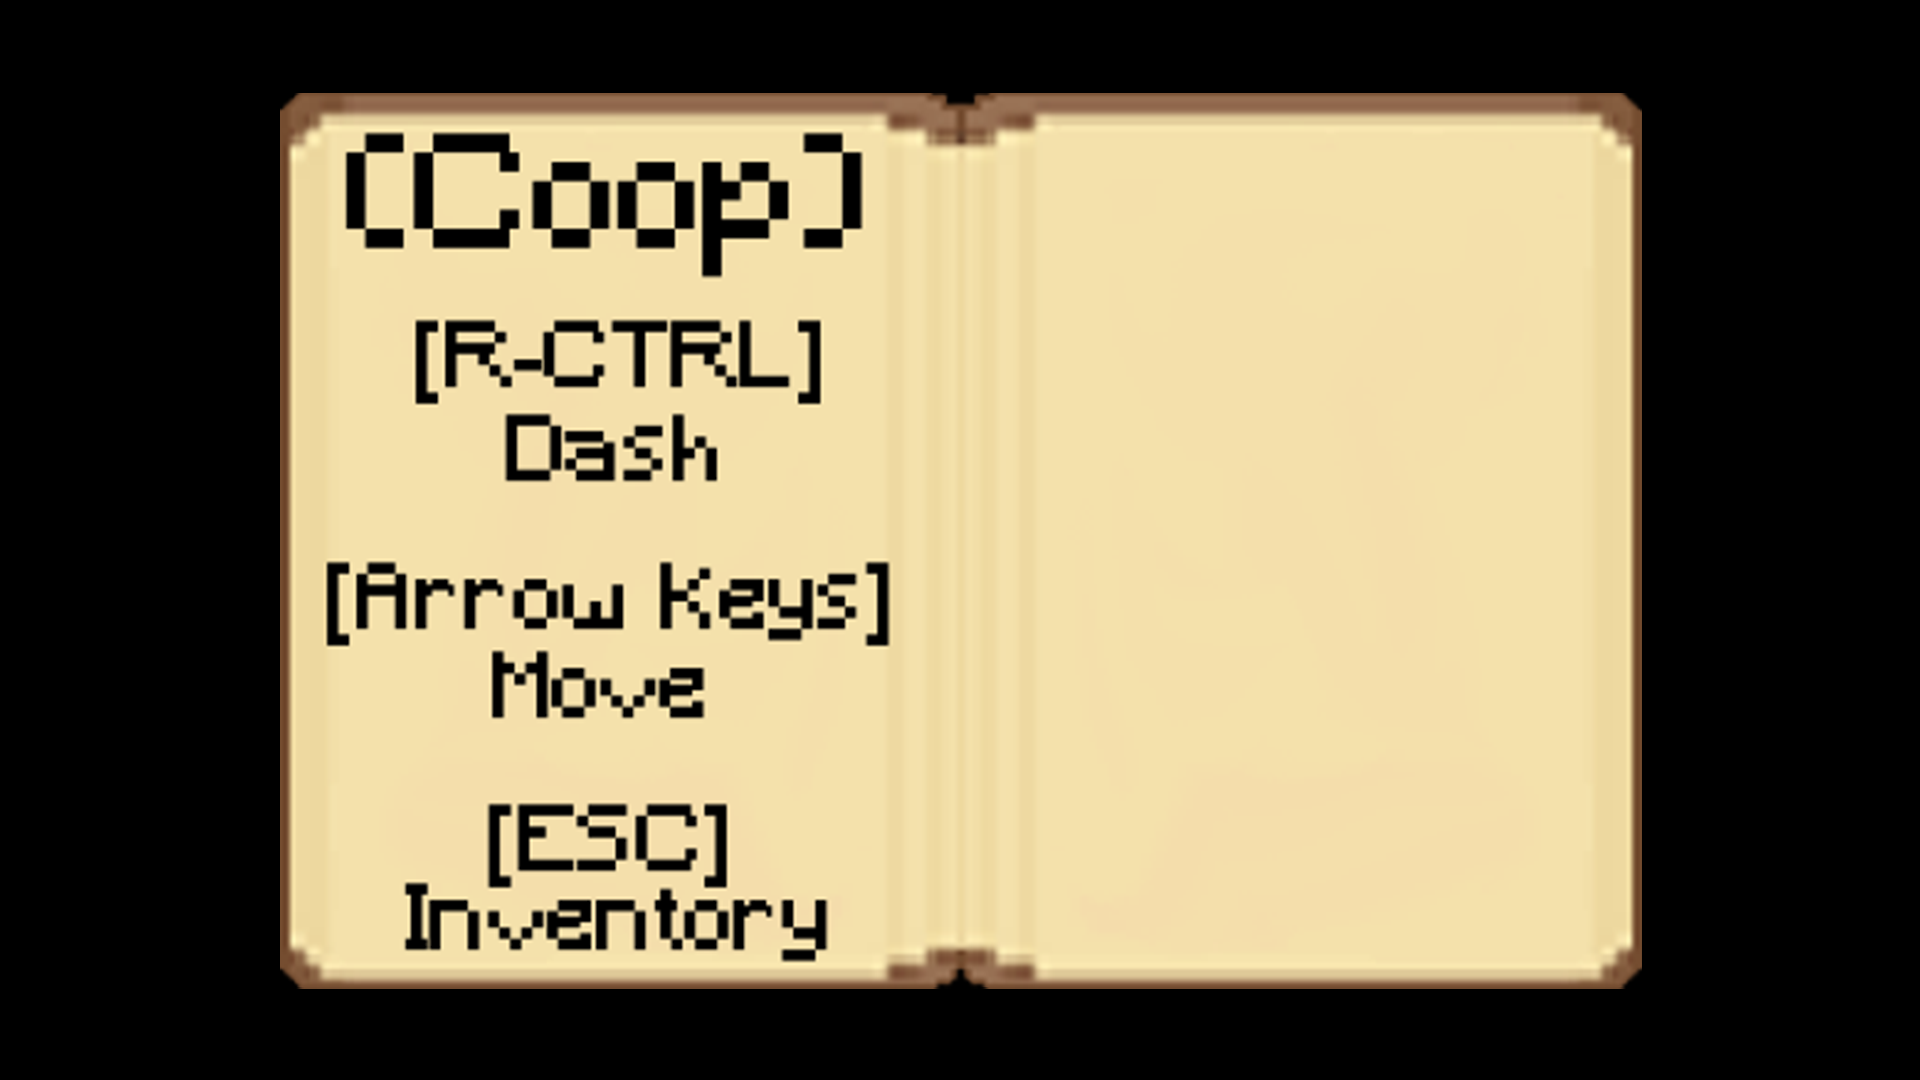 (Coop)
[R-CTRL]
Dash
[Arrow Keys]
Move
[ESC]
Inventory